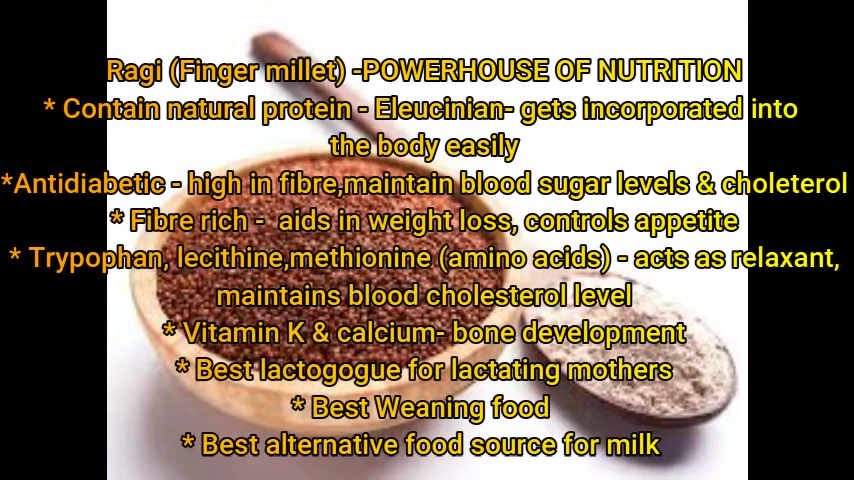 Ragi (Finger millet) -POWERHOUSE OF NUTRITION
* Contain natural protein - Eleucinian- gets incorporated into
the body easily
*Antidiabetic - high in fibre,maintain blood sugar levels & choleterol
* Fibre rich -  aids in weight loss, controls appetite
* Trypophan, lecithine,methionine (amino acids) - acts as relaxant,
maintains blood cholesterol level
* Vitamin K & calcium- bone development
* Best lactogogue for lactating mothers
* Best Weaning food
* Best alternative food source for milk